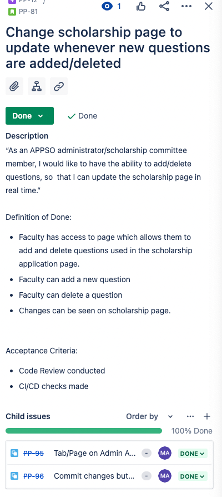 PP-81
1
Change scholarship page to
update whenever new questions
are added/deleted
Done
Done
Description
“As an APPSO administrator/scholarship committee
member, I would like to have the ability to add/delete
questions, so that I can update the scholarship page in
real time.”
Definition of Done:
• Faculty has access to page which allows them to
add and delete questions used in the scholarship
application page.
• Faculty can add a new question
• Faculty can delete a question
• Changes can be seen on scholarship page.
Acceptance Criteria:
• Code Review conducted
• CI/CD checks made
Child issues Order by
100% Done
PP-95 Tab/Page on Admin A... MA DONE
PP-96 Commit changes but... MA DONE